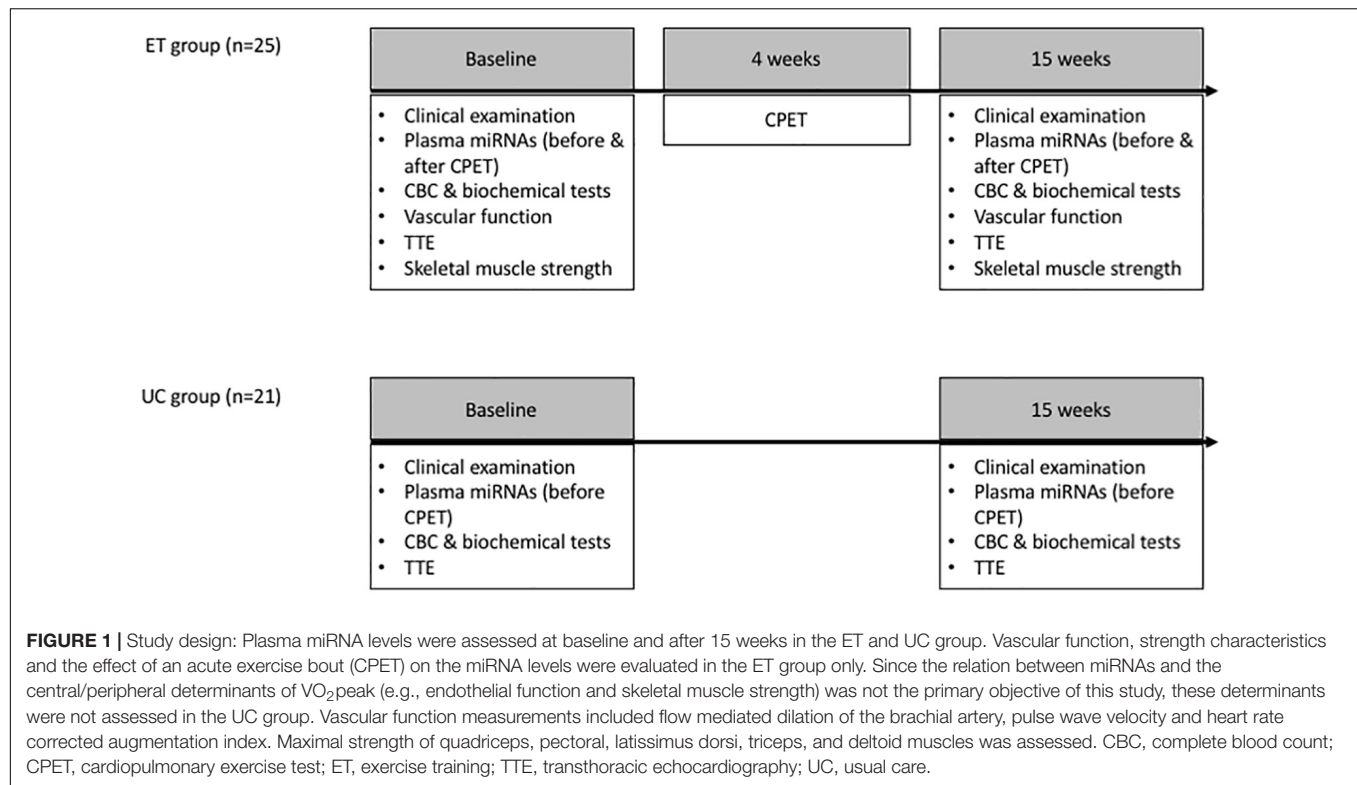 ET group (n=25)
Baseline
4 weeks
15 weeks
• Clinical examination
• Plasma miRNAs (before &
after CPET)
• CBC & biochemical tests
• Vascular function
• TTE
• Skeletal muscle strength
CPET
• Clinical examination
• Plasma miRNAs (before &
after CPET)
• CBC & biochemical tests
• Vascular function
• TTE
• Skeletal muscle strength
UC group (n=21)
Baseline
15 weeks
• Clinical examination
• Plasma miRNAs (before
CPET)
• CBC & biochemical tests
• TTE
• Clinical examination
• Plasma miRNAs (before
CPET)
• CBC & biochemical tests
• TTE
FIGURE 1 | Study design: Plasma miRNA levels were assessed at baseline and after 15 weeks in the ET and UC group. Vascular function, strength characteristics
and the effect of an acute exercise bout (CPET) on the miRNA levels were evaluated in the ET group only. Since the relation between miRNAs and the
central/peripheral determinants of VO₂peak (e.g., endothelial function and skeletal muscle strength) was not the primary objective of this study, these determinants
were not assessed in the UC group. Vascular function measurements included flow mediated dilation of the brachial artery, pulse wave velocity and heart rate
corrected augmentation index. Maximal strength of quadriceps, pectoral, latissimus dorsi, triceps, and deltoid muscles was assessed. CBC, complete blood count;
CPET, cardiopulmonary exercise test; ET, exercise training; TTE, transthoracic echocardiography; UC, usual care.